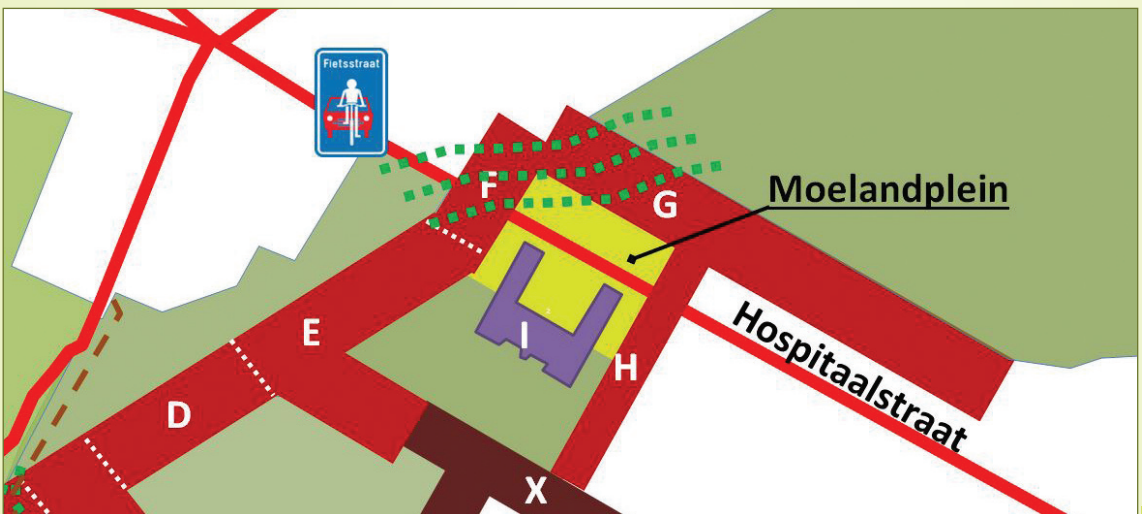 Fietsstraat
F
G
Moelandplein
E
I
H
Hospitaalstraat
D
X